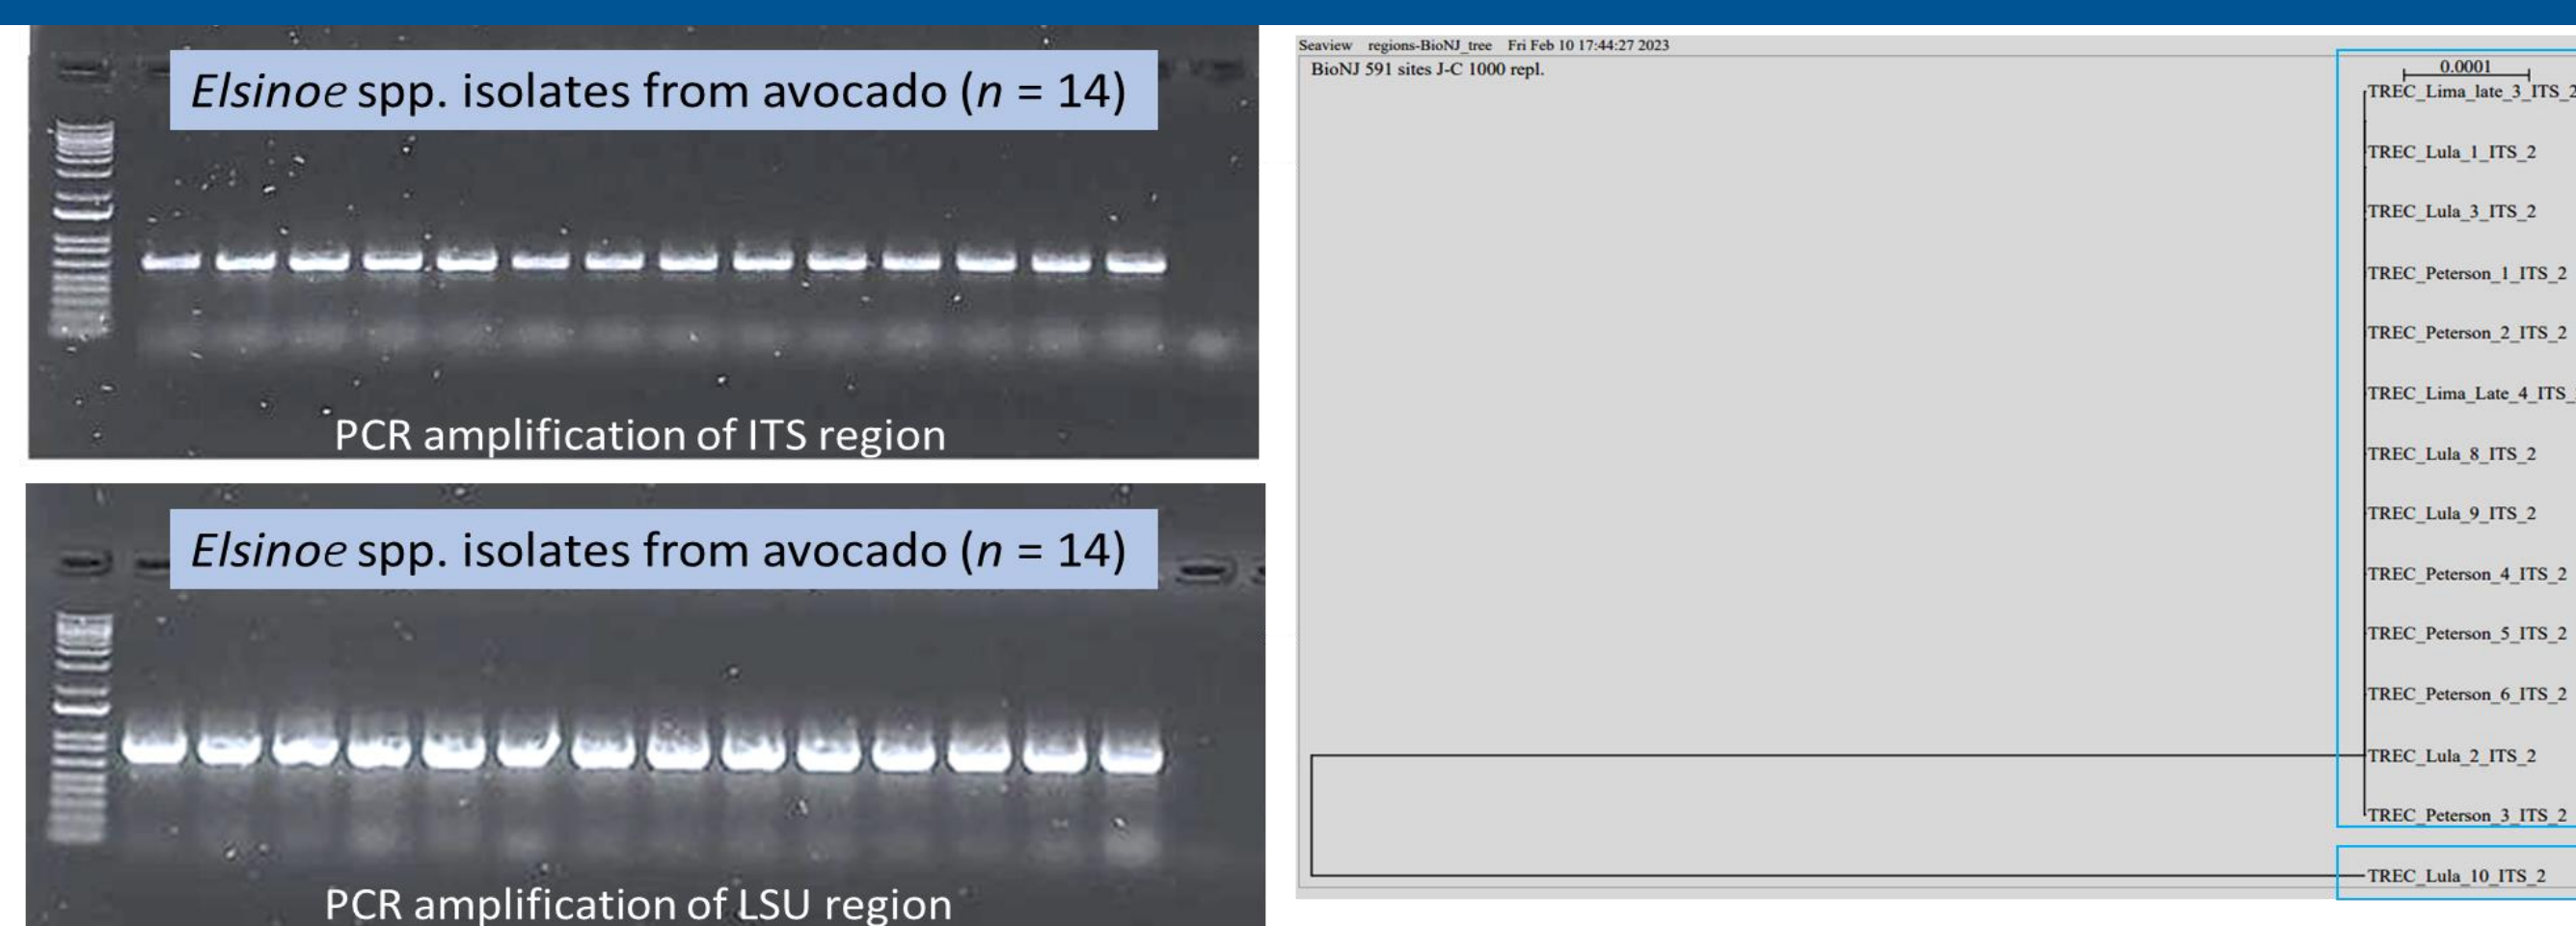 Elsinoe spp. isolates from avocado (n = 14)
PCR amplification of ITS region
Elsinoe spp. isolates from avocado (n = 14)
PCR amplification of LSU region
Seaview regions-BioNJ_tree Fri Feb 10 17:44:27 2023
BioNJ 591 sites J-C 1000 repl.
0.0001
TREC_Lima_late_3_ITS_2
TREC_Lula_1_ITS_2
TREC_Lula_3_ITS_2
TREC_Peterson_1_ITS_2
TREC_Peterson_2_ITS_2
TREC_Lima_Late_4_ITS_
TREC_Lula_8_ITS_2
TREC_Lula_9_ITS_2
TREC_Peterson_4_ITS_2
TREC_Peterson_5_ITS_2
TREC_Peterson_6_ITS_2
TREC_Lula_2_ITS_2
TREC_Peterson_3_ITS_2
TREC_Lula_10_ITS_2